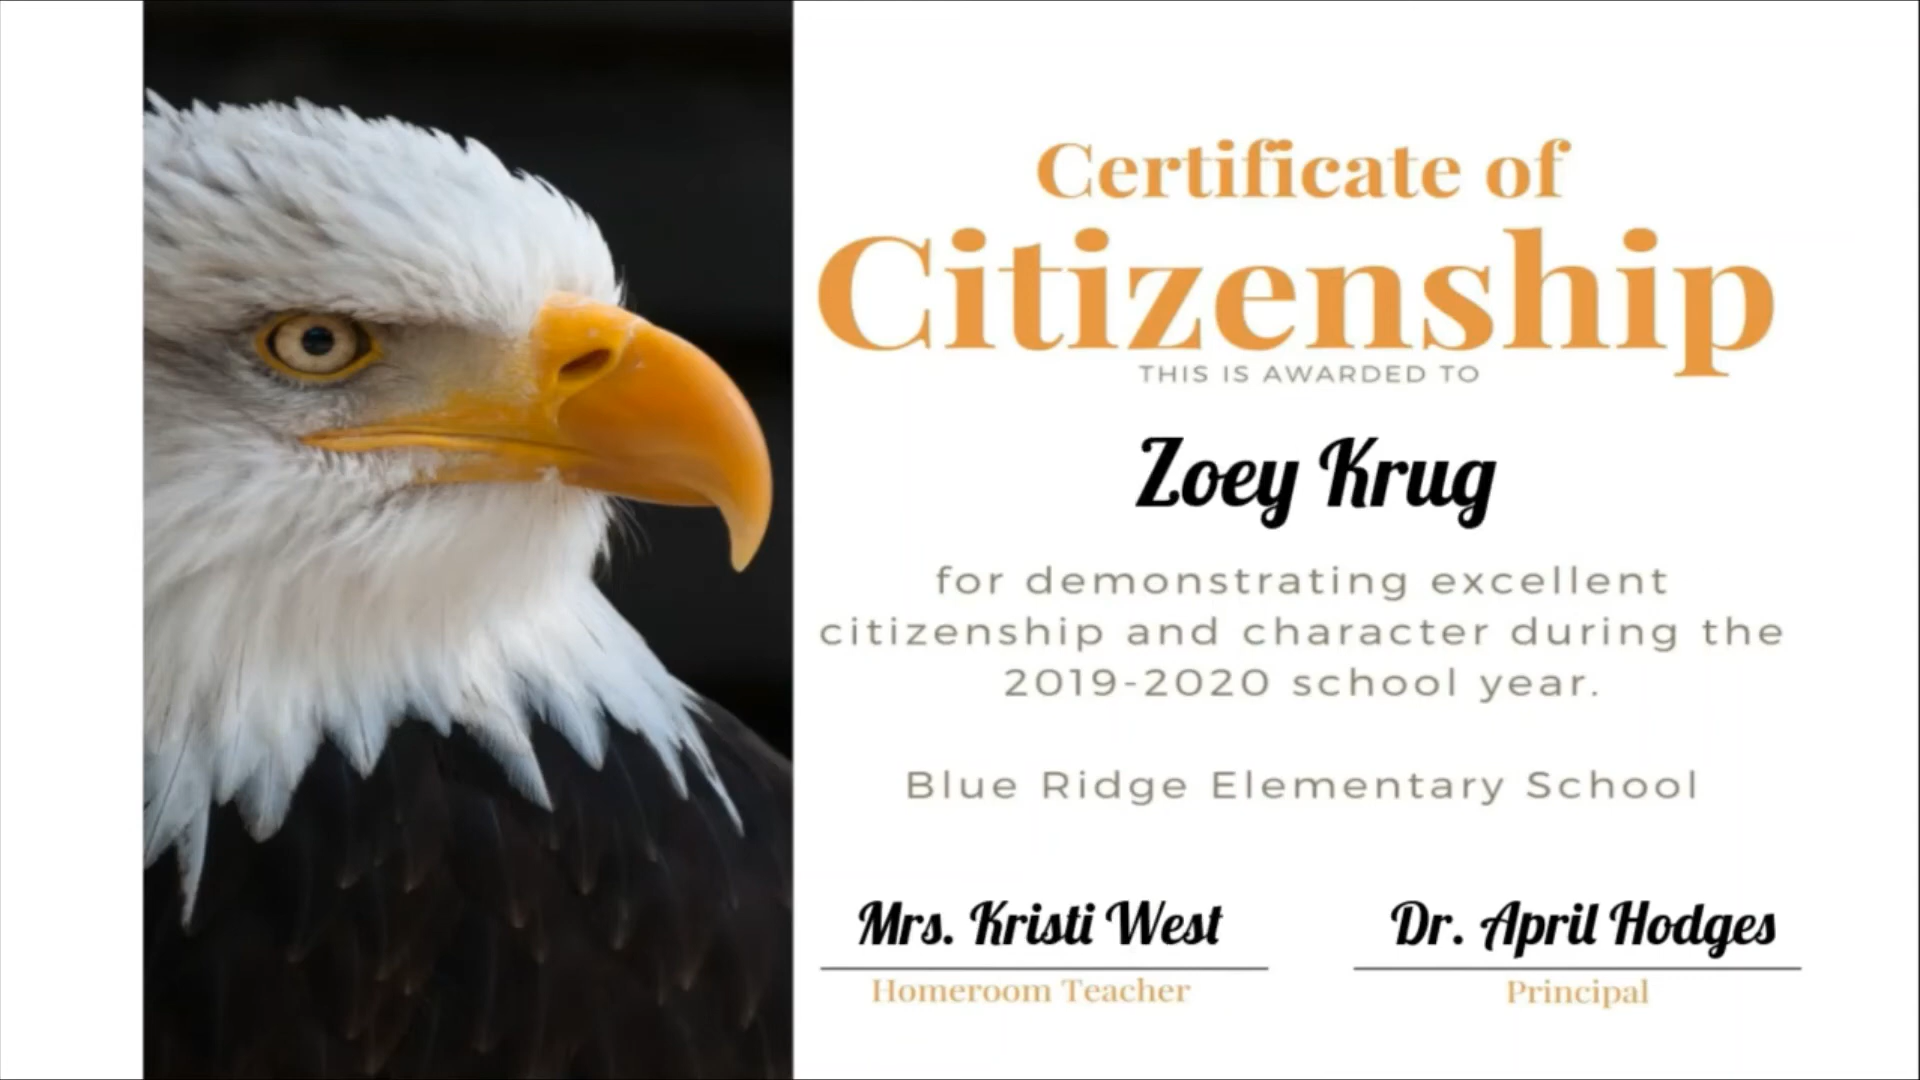 Certificate of
Citizenship
THIS IS AWARDED TO
Zoey Krug
for demonstrating excellent
citizenship and character during the
2019-2020 school year.
Blue Ridge Elementary School
Mrs. Kristi West
Homeroom Teacher
Dr. April Hodges
Principal